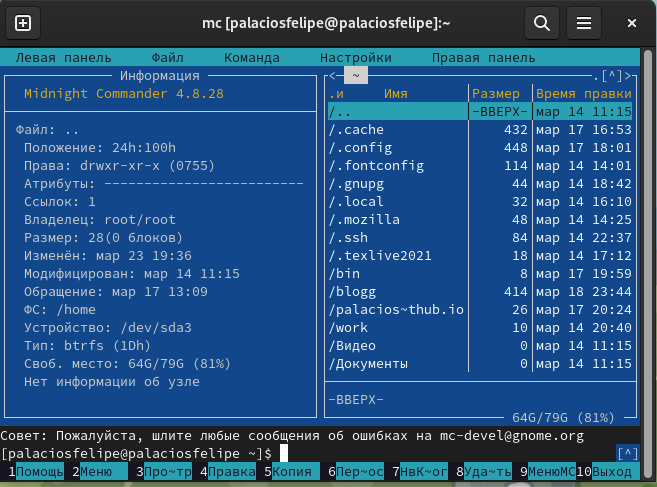 mc [palaciosfelipe@palaciosfelipe]:~
Левая панель Файл Команда Настройки Правая панель
Информация
Midnight Commander 4.8.28
Файл: ..
Положение: 24h:100h
Права: drwxr-xr-x (0755)
Атрибуты: -------------------------
Ссылок: 1
Владелец: root/root
Размер: 28(0 блоков)
Изменён: мар 23 19:36
Модифицирован: мар 14 11:15
Обращение: мар 17 13:09
ФС: /home
Устройство: /dev/sda3
Тип: btrfs (1Dh)
Своб. место: 64G/79G (81%)
Нет информации об узле
<- ~ .[^]>
.и Имя Размер Время правки
/.. -ВВЕРХ- мар 14 11:15
/.cache 432 мар 17 16:53
/.config 448 мар 17 18:01
/.fontconfig 114 мар 14 14:01
/.gnupg 44 мар 14 18:42
/.local 32 мар 14 16:10
/.mozilla 48 мар 14 14:25
/.ssh 84 мар 14 22:37
/.texlive2021 18 мар 14 17:12
/bin 8 мар 17 19:59
/blogg 414 мар 18 23:44
/palacios~thub.io 26 мар 17 20:24
/work 10 мар 14 20:40
/Видео 0 мар 14 11:15
/Документы 0 мар 14 11:15
-ВВЕРХ-
64G/79G (81%)
Совет: Пожалуйста, шлите любые сообщения об ошибках на mc-devel@gnome.org
[palaciosfelipe@palaciosfelipe ~]$ [^]
1Помощь 2Меню 3Про~тр 4Правка 5Копия 6Пер~ос 7НвК~ог 8Уда~ть 9МенюMC 10Выход